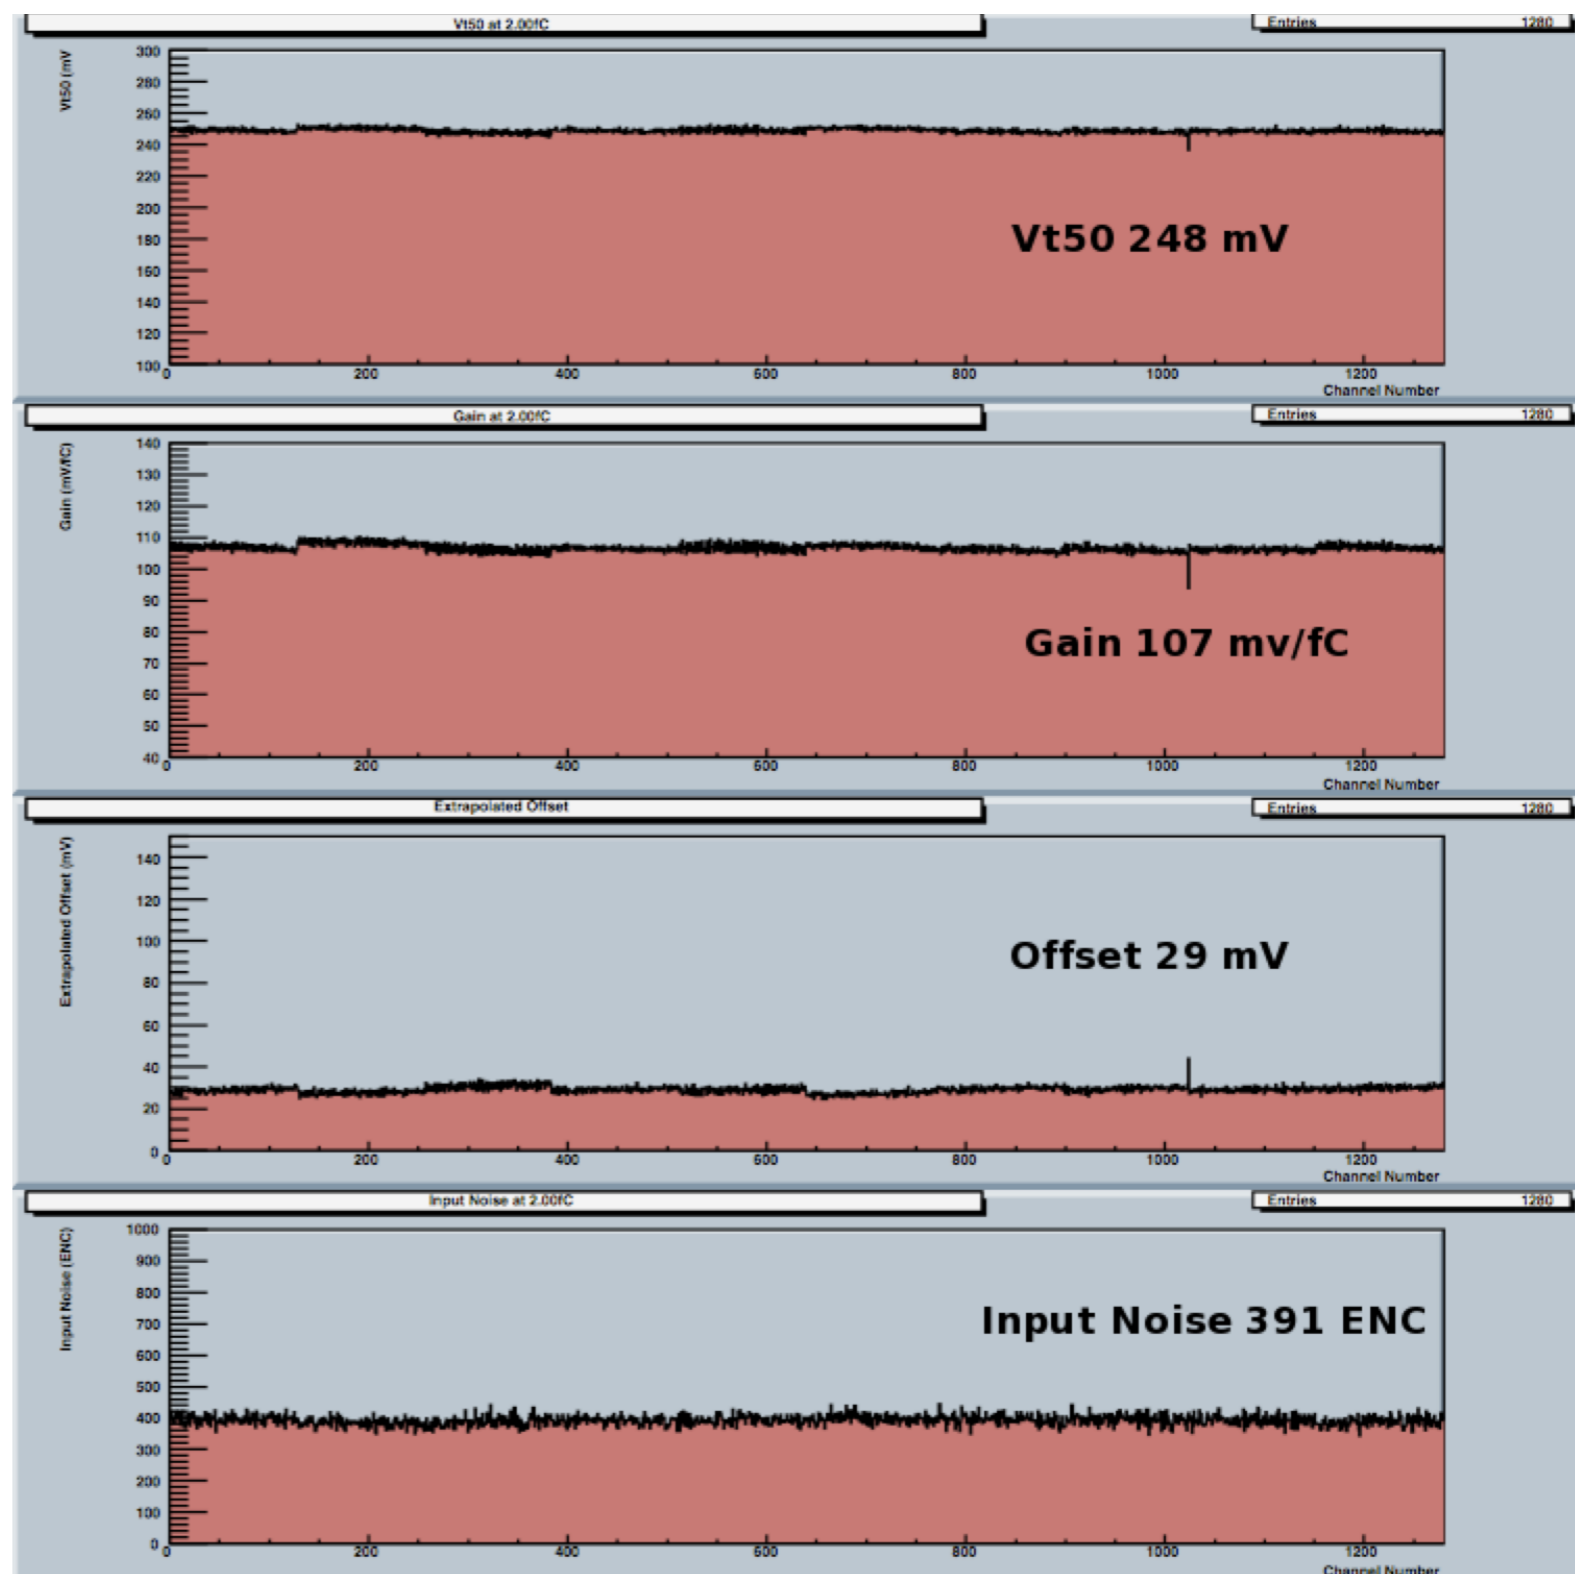 Vt50 at 2.00fC
Entries 1280
Vt50 (mV
300
280
260
240
220
200
180
160
140
120
100
0 200 400 600 800 1000 1200
Channel Number
Vt50 248 mV
Gain at 2.00fC
Entries 1280
Gain (mV/fC)
140
130
120
110
100
90
80
70
60
50
40
0 200 400 600 800 1000 1200
Channel Number
Gain 107 mv/fC
Extrapolated Offset
Entries 1280
Extrapolated Offset (mV)
140
120
100
80
60
40
20
0
0 200 400 600 800 1000 1200
Channel Number
Offset 29 mV
Input Noise at 2.00fC
Entries 1280
Input Noise (ENC)
1000
900
800
700
600
500
400
300
200
100
0
0 200 400 600 800 1000 1200
Channel Number
Input Noise 391 ENC